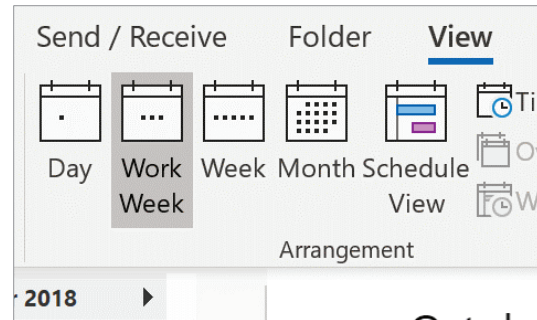 Send / Receive Folder View
Day Work Week Week Month Schedule View
Arrangement
2018